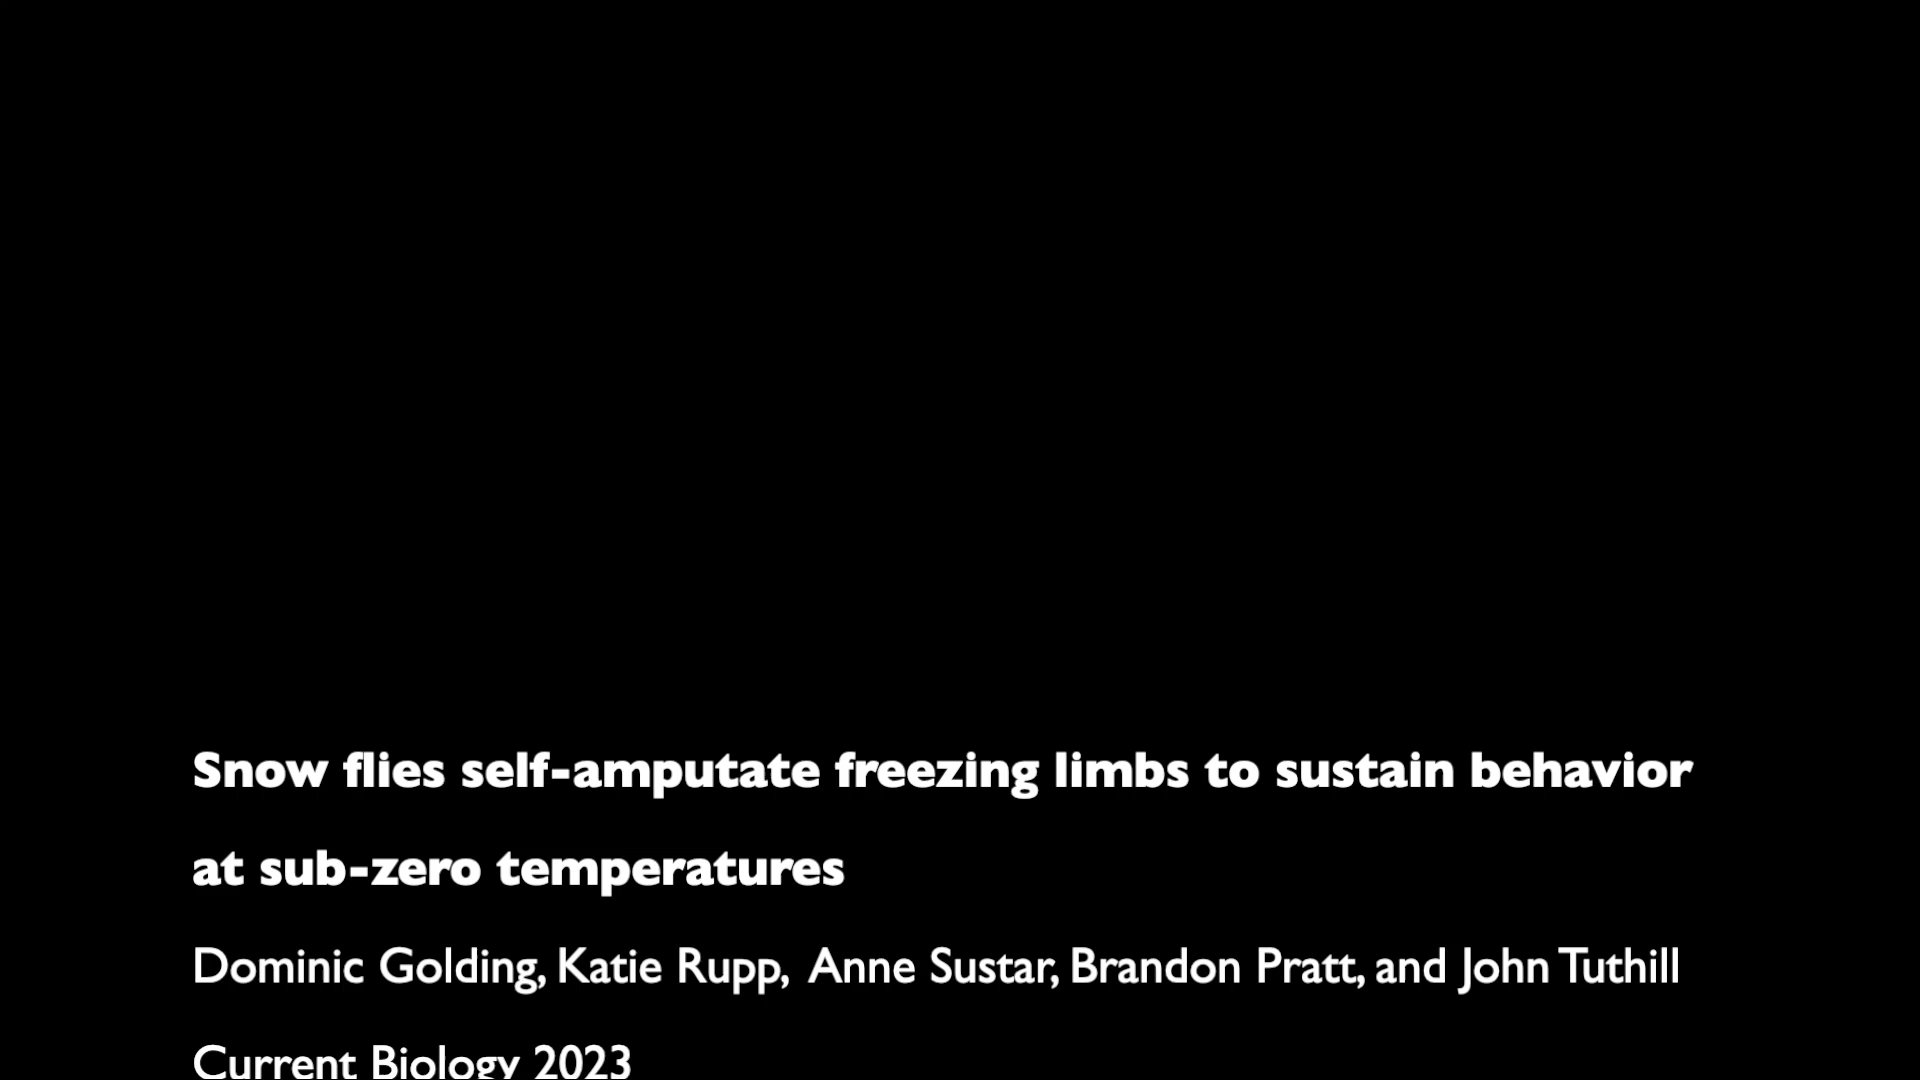 Snow flies self-amputate freezing limbs to sustain behavior
at sub-zero temperatures
Dominic Golding, Katie Rupp, Anne Sustar, Brandon Pratt, and John Tuthill
Current Biology 2023